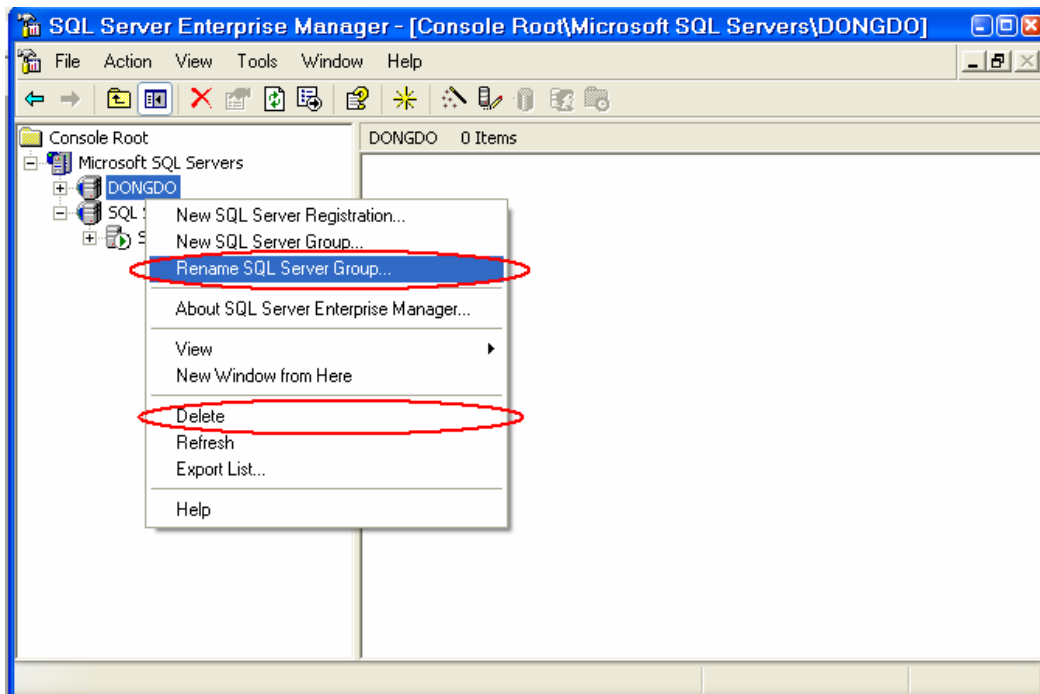 SQL Server Enterprise Manager - [Console Root\Microsoft SQL Servers\DONGDO]
File Action View Tools Window Help
Console Root
DONGDO 0 Items
Microsoft SQL Servers
DONGDO
SQL
New SQL Server Registration...
New SQL Server Group...
Rename SQL Server Group...
About SQL Server Enterprise Manager...
View
New Window from Here
Delete
Refresh
Export List...
Help